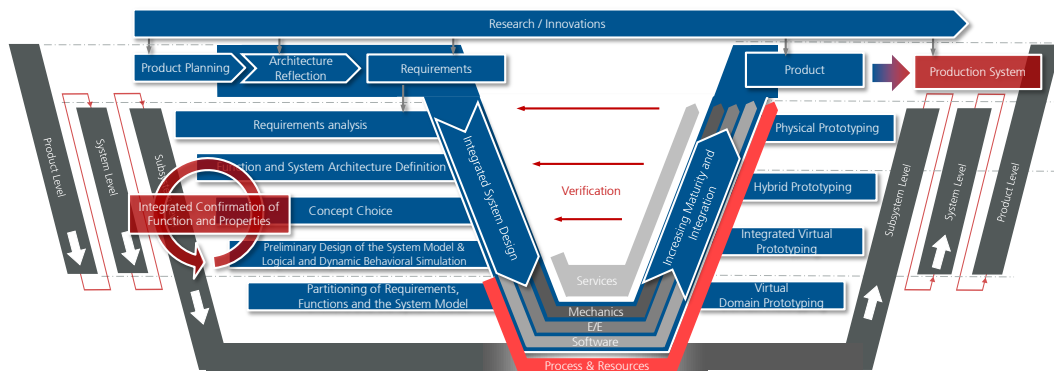 Research / Innovations
Product Planning
Architecture
Reflection
Requirements
Product
Production System
Requirements analysis
Function and System Architecture Definition
Integrated Confirmation of
Function and Properties
Concept Choice
Preliminary Design of the System Model &
Logical and Dynamic Behavioral Simulation
Partitioning of Requirements,
Functions and the System Model
Product Level
System Level
Subsys
Integrated System Design
Verification
Services
Mechanics
E/E
Software
Process & Resources
Increasing Maturity and
Integration
Physical Prototyping
Hybrid Prototyping
Integrated Virtual
Prototyping
Virtual
Domain Prototyping
Subsystem Level
System Level
Product Level